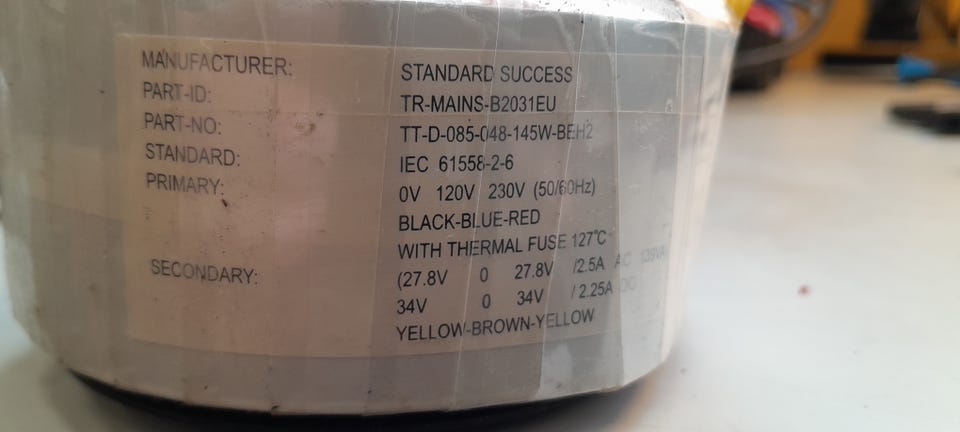 MANUFACTURER: STANDARD SUCCESS
PART-ID: TR-MAINS-B2031EU
PART-NO: TT-D-085-048-145W-BEH2
STANDARD: IEC 61558-2-6
PRIMARY: 0V 120V 230V (50/60Hz)
BLACK-BLUE-RED
WITH THERMAL FUSE 127°C
SECONDARY: (27.8V 0 27.8V /2.5A AC 139VA
34V 0 34V / 2.25A DC
YELLOW-BROWN-YELLOW